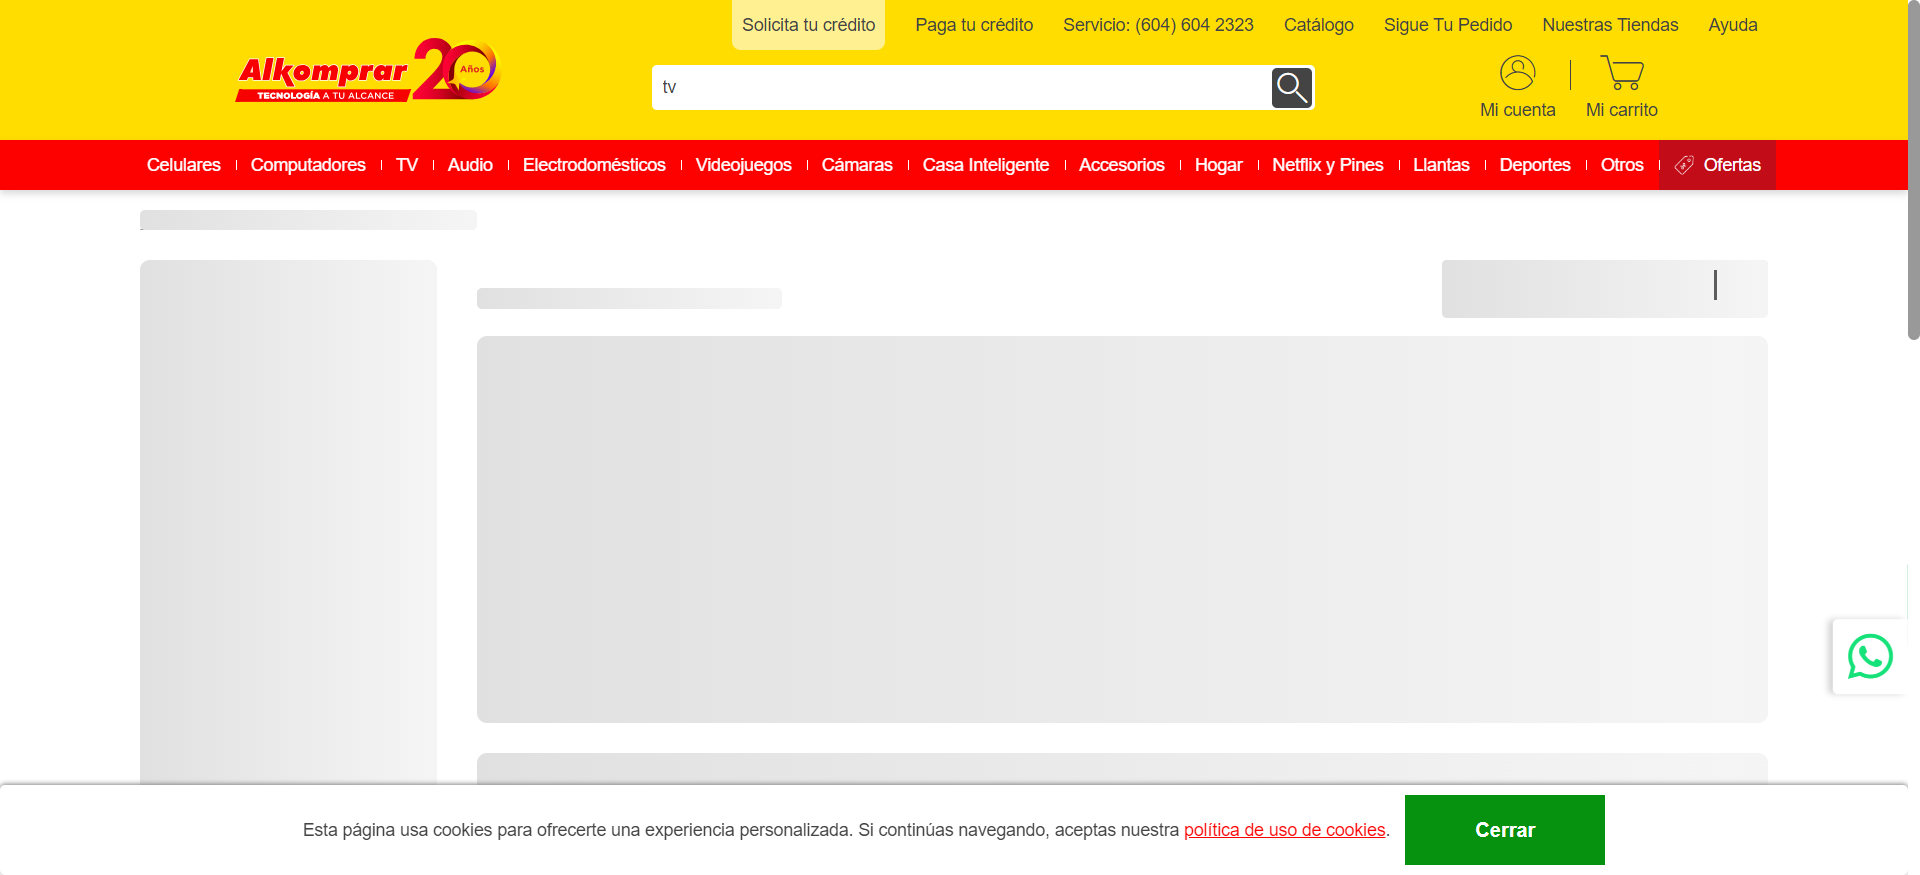 Solicita tu crédito Paga tu crédito Servicio: (604) 604 2323 Catálogo Sigue Tu Pedido Nuestras Tiendas Ayuda
Alkomprar 20 Años
TECNOLOGÍA A TU ALCANCE
tv
Mi cuenta Mi carrito
Celulares Computadores TV Audio Electrodomésticos Videojuegos Cámaras Casa Inteligente Accesorios Hogar Netflix y Pines Llantas Deportes Otros Ofertas
Esta página usa cookies para ofrecerte una experiencia personalizada. Si continúas navegando, aceptas nuestra política de uso de cookies. Cerrar